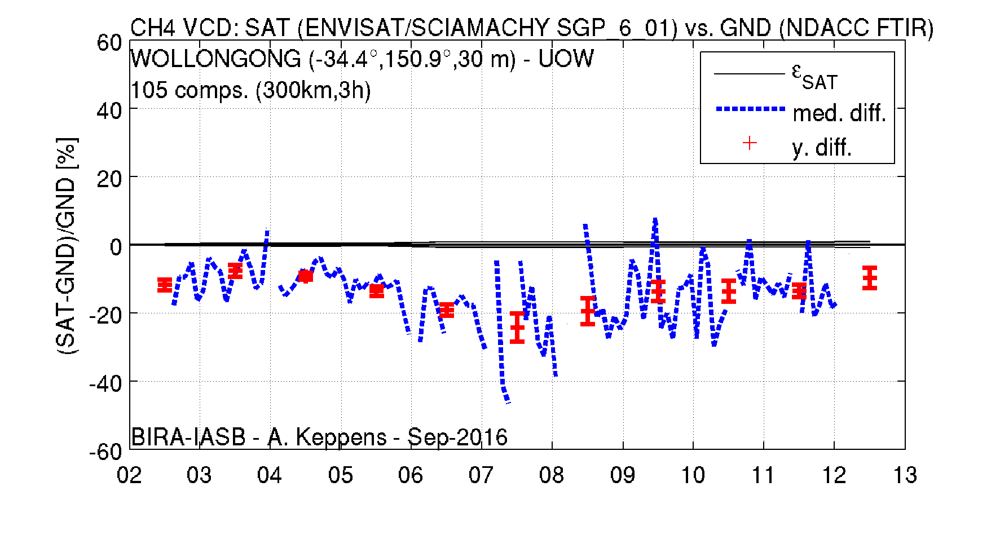 CH4 VCD: SAT (ENVISAT/SCIAMACHY SGP_6_01) vs. GND (NDACC FTIR)
WOLLONGONG (-34.4°,150.9°,30 m) - UOW
105 comps. (300km,3h)
εSAT
med. diff.
y. diff.
(SAT-GND)/GND [%]
60
40
20
0
-20
-40
-60
BIRA-IASB - A. Keppens - Sep-2016
02 03 04 05 06 07 08 09 10 11 12 13